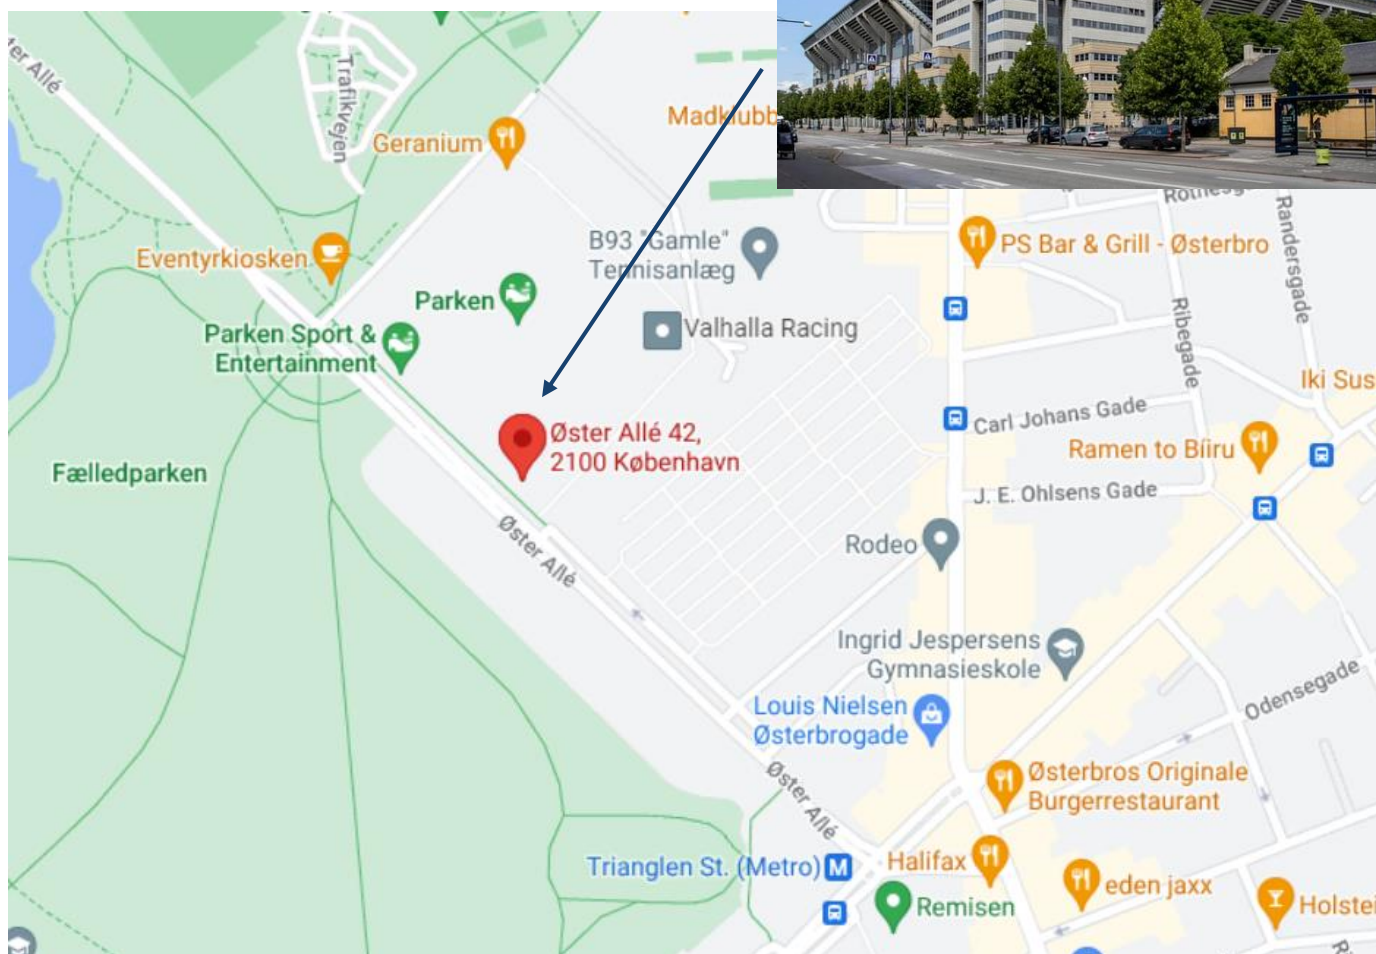 ter Allé
Trafikvejen
Geranium
Madklubb
Eventyrkiosken
B93 "Gamle"
Tennisanlæg
Parken
Parken Sport &
Entertainment
Valhalla Racing
PS Bar & Grill - Østerbro
Randersgade
Ribegade
Iki Sus
Carl Johans Gade
Ramen to Bíiru
Øster Allé 42,
2100 København
Fælledparken
J. E. Ohlsens Gade
Øster Allé
Rodeo
Ingrid Jespersens
Gymnasieskole
Odensegade
Louis Nielsen
Østerbrogade
Øster Allé
Østerbros Originale
Burgerrestaurant
Trianglen St. (Metro) M
Halifax
eden jaxx
Remisen
Holstei